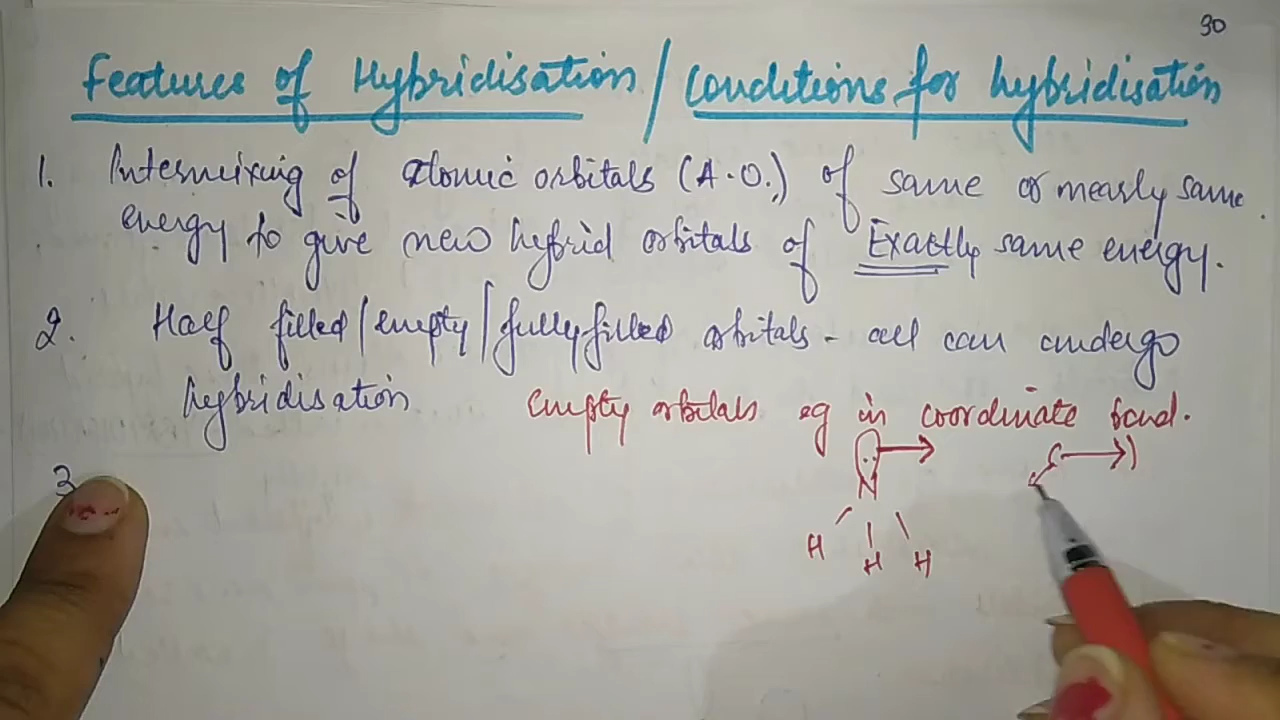 30
Features of Hybridisation / Conditions for hybridisation
1. Intermixing of atomic orbitals (A.O.) of same or nearly same
energy to give new hybrid orbitals of Exactly same energy.
2. Half filled/empty/fullyfilled orbitals - all can undergo
hybridisation
empty orbitals eg in coordinate bond.
N
H H H
3